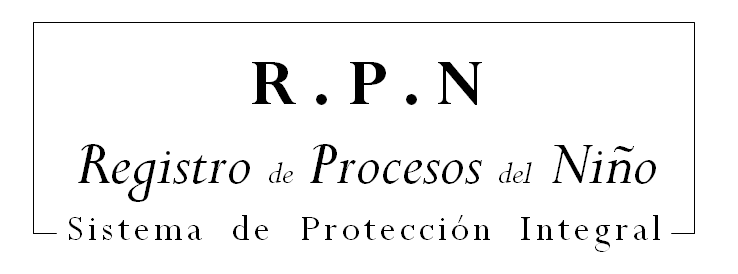 R.P.N
Registro de Procesos del Niño
Sistema de Protección Integral